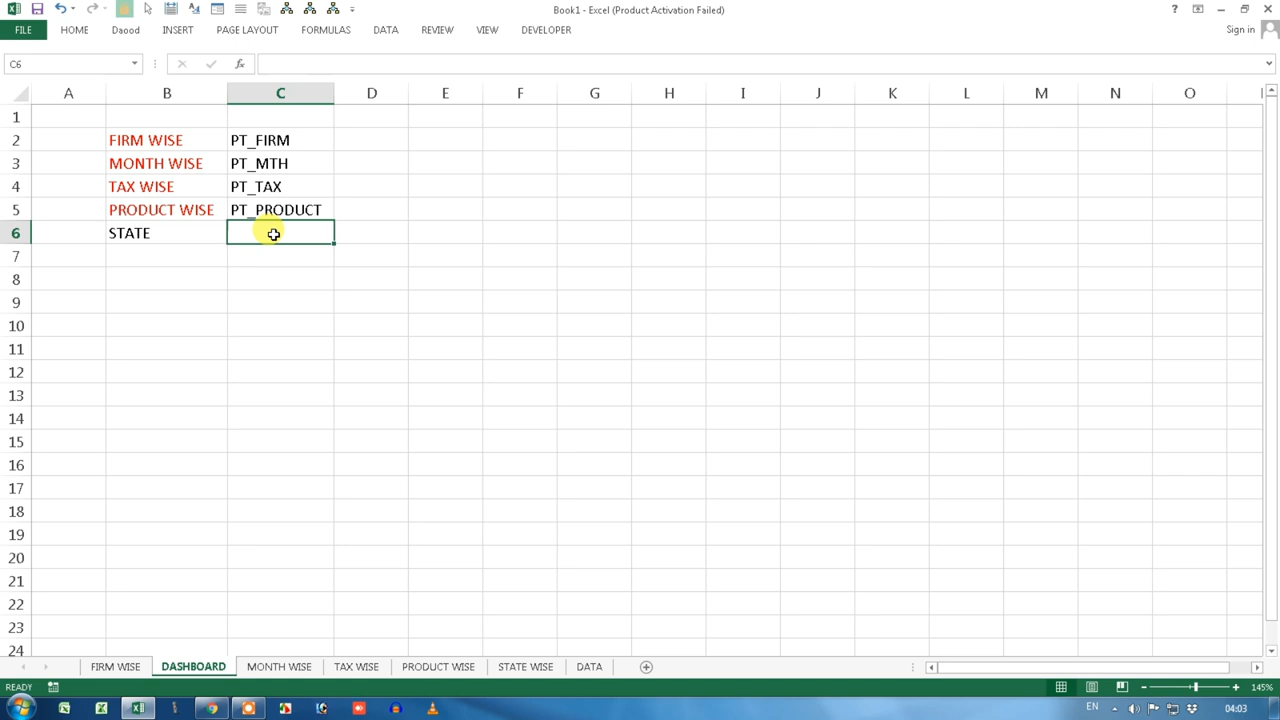 Book1 - Excel (Product Activation Failed)
FILE HOME Daood INSERT PAGE LAYOUT FORMULAS DATA REVIEW VIEW DEVELOPER Sign in
C6 fx
A B C D E F G H I J K L M N O
1
2 FIRM WISE PT_FIRM
3 MONTH WISE PT_MTH
4 TAX WISE PT_TAX
5 PRODUCT WISE PT_PRODUCT
6 STATE
7
8
9
10
11
12
13
14
15
16
17
18
19
20
21
22
23
24
FIRM WISE DASHBOARD MONTH WISE TAX WISE PRODUCT WISE STATE WISE DATA
READY 145%
EN 04:03